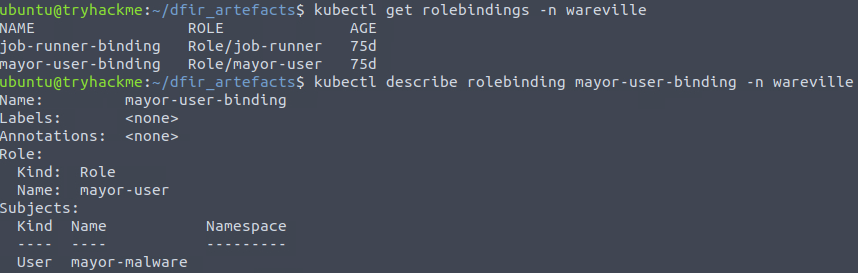 ubuntu@tryhackme:~/dfir_artefacts$ kubectl get rolebindings -n wareville
NAME                 ROLE              AGE
job-runner-binding   Role/job-runner   75d
mayor-user-binding   Role/mayor-user   75d
ubuntu@tryhackme:~/dfir_artefacts$ kubectl describe rolebinding mayor-user-binding -n wareville
Name:         mayor-user-binding
Labels:       <none>
Annotations:  <none>
Role:
  Kind:  Role
  Name:  mayor-user
Subjects:
  Kind  Name           Namespace
  ----  ----           ---------
  User  mayor-malware